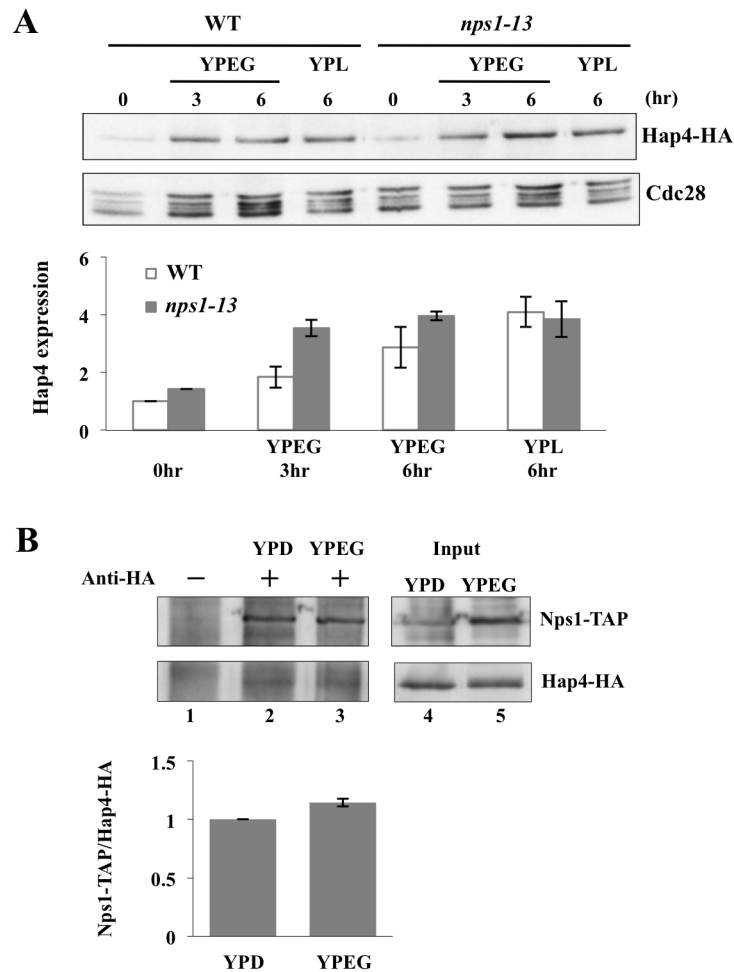 A
WT nps1-13
YPEG YPL YPEG YPL
0 3 6 6 0 3 6 6 (hr)
Hap4-HA
Cdc28
Hap4 expression
6
4
2
0
WT
nps1-13
0hr
YPEG
3hr
YPEG
6hr
YPL
6hr
B
YPD YPEG
Anti-HA − + +
Input
YPD YPEG
Nps1-TAP
Hap4-HA
1 2 3 4 5
Nps1-TAP/Hap4-HA
1.5
1
0.5
0
YPD YPEG